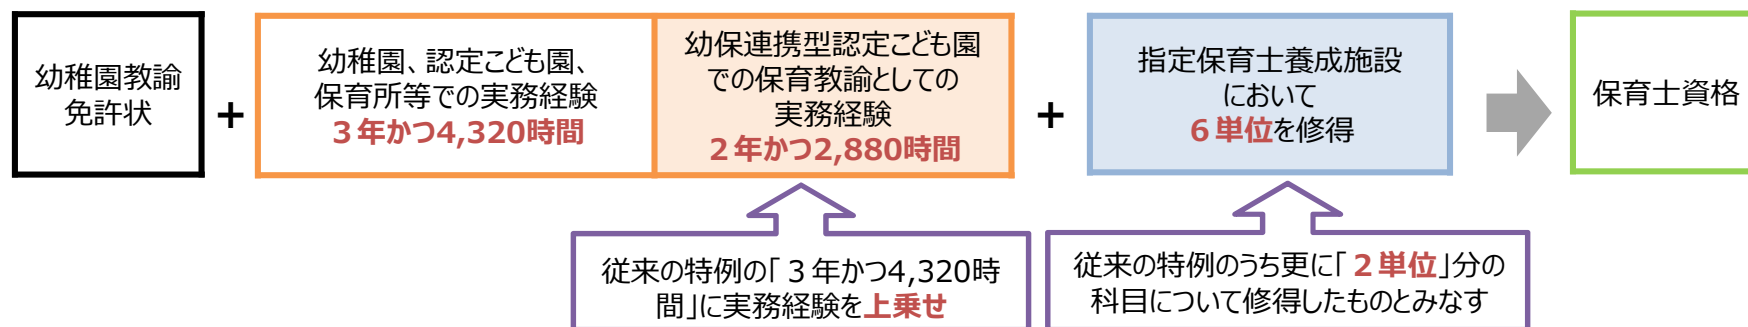 幼稚園教諭
免許状
+
幼稚園、認定こども園、
保育所等での実務経験
３年かつ4,320時間
幼保連携型認定こども園
での保育教諭としての
実務経験
２年かつ2,880時間
+
指定保育士養成施設
において
６単位を修得
保育士資格
従来の特例の「３年かつ4,320時
間」に実務経験を上乗せ
従来の特例のうち更に「２単位」分の
科目について修得したものとみなす